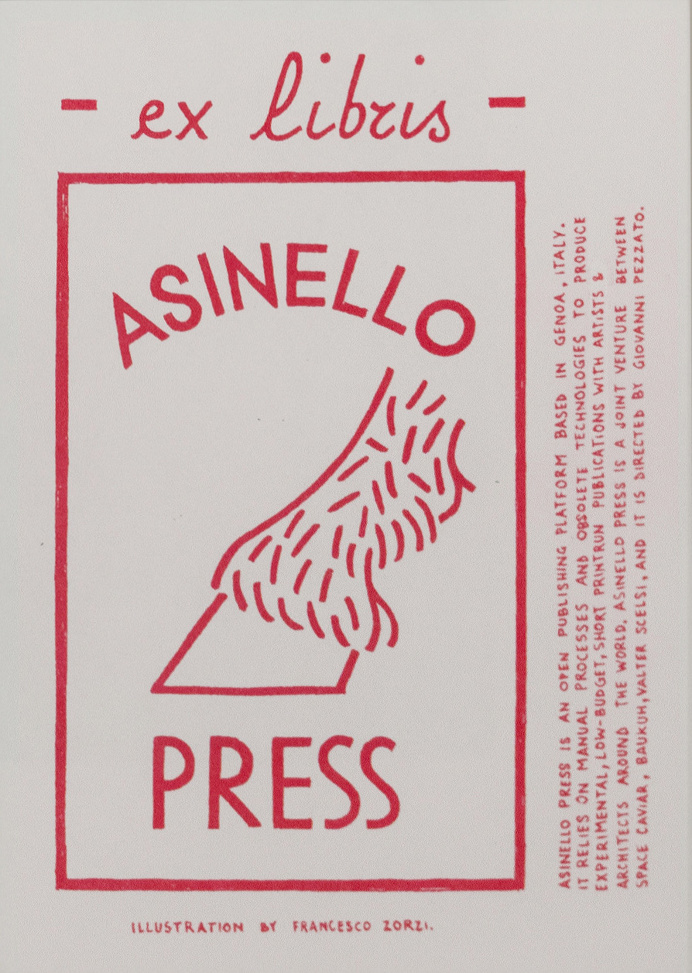 - ex libris -
ASINELLO
PRESS
ILLUSTRATION BY FRANCESCO ZORZI.
ASINELLO PRESS IS AN OPEN PUBLISHING PLATFORM BASED IN GENOA, iTALY.
IT RELIES ON MANUAL PROCESSES AND OBSOLETE TECHNOLOGIES TO PRODUCE
EXPERIMENTAL, LOW-BUDGET, SHORT PRINTRUN PUBLICATIONS WITH ARTISTS &
ARCHITECTS AROUND THE WORLD. ASINELLO PRESS IS A JOINT VENTURE BETWEEN
SPACE CAVIAR, BAUKUH, VALTER SCELSI, AND IT IS DIRECTED BY GIOVANNI PEZZATO.